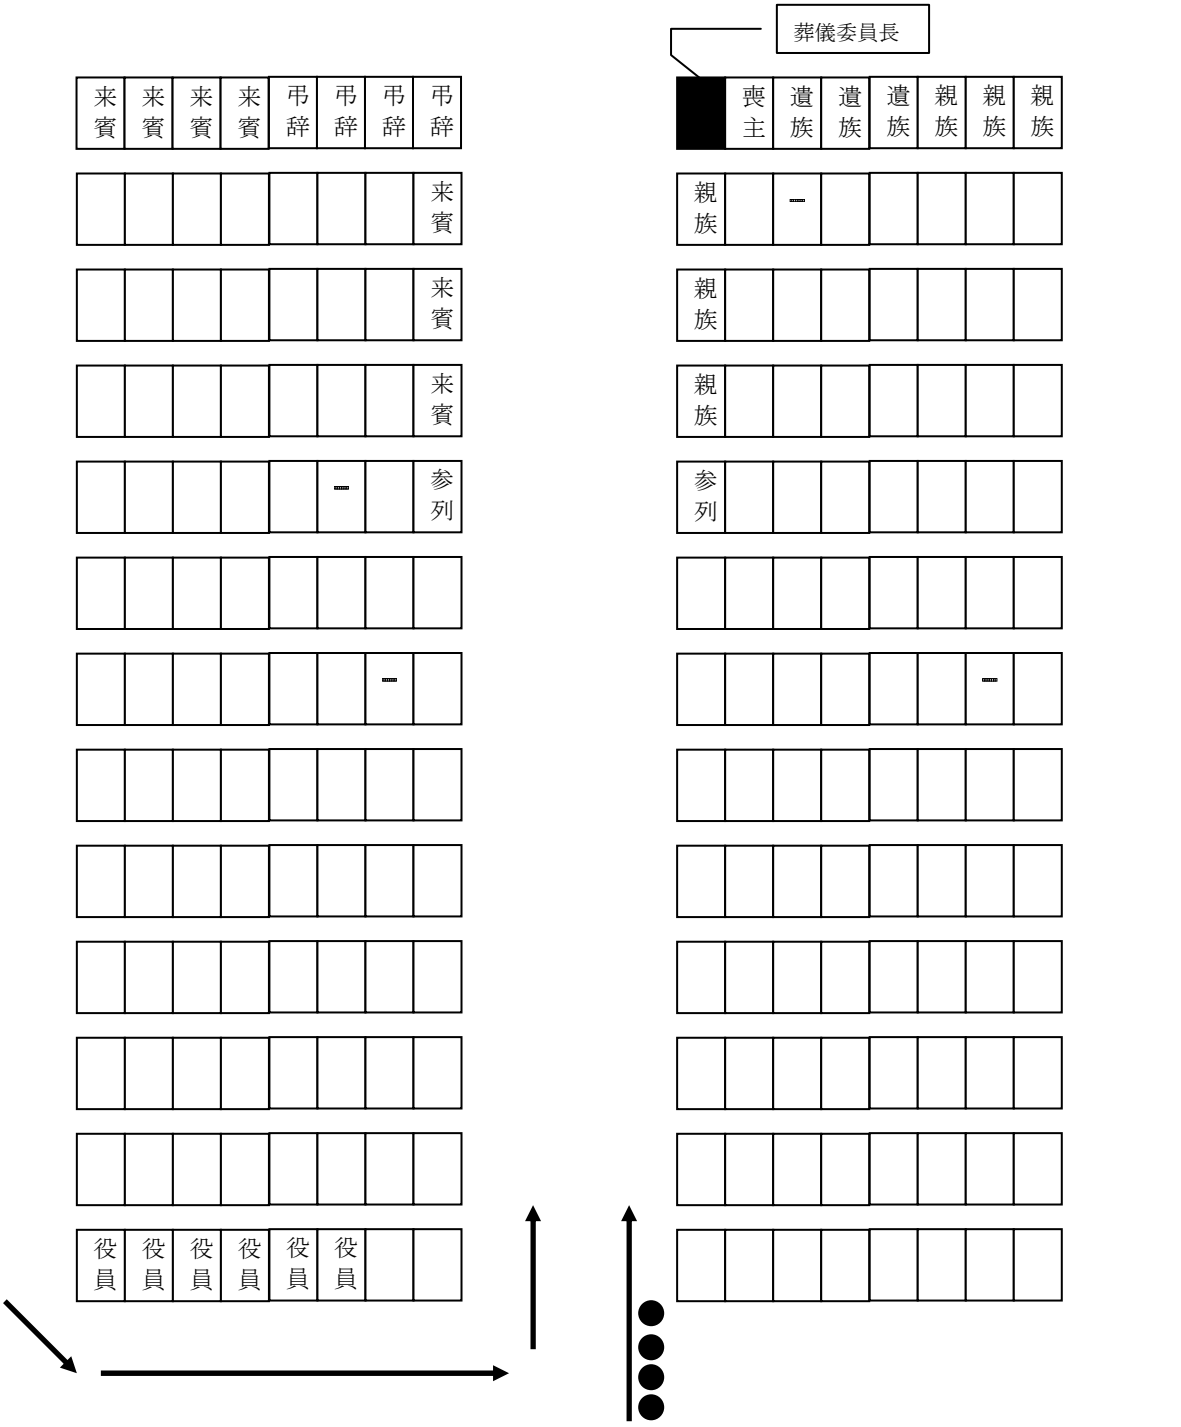 葬儀委員長
来賓 来賓 来賓 来賓 弔辞 弔辞 弔辞 弔辞 喪主 遺族 遺族 遺族 親族 親族 親族
来賓 親族
来賓 親族
来賓 親族
参列 参列
役員 役員 役員 役員 役員 役員